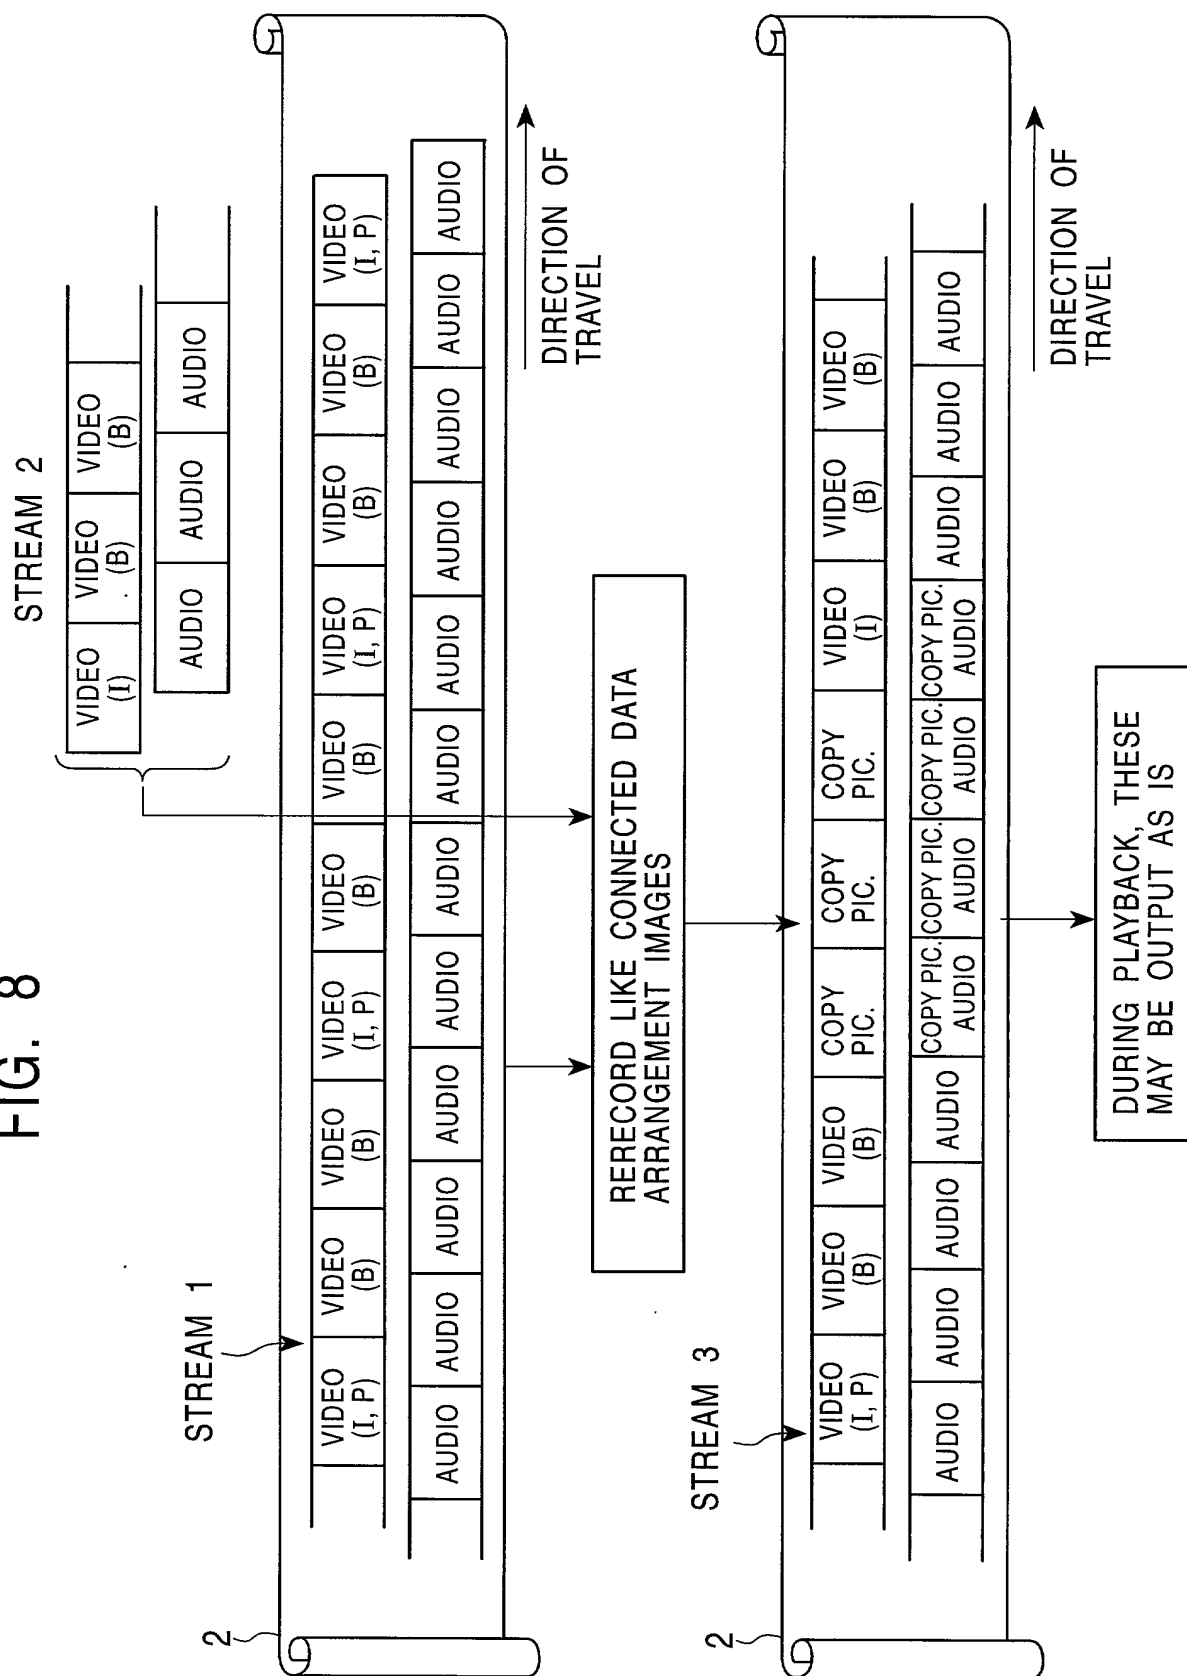 FIG. 8
STREAM 2
VIDEO VIDEO VIDEO
(I) (B) (B)
AUDIO AUDIO AUDIO
STREAM 1
2
VIDEO VIDEO VIDEO VIDEO VIDEO VIDEO VIDEO VIDEO VIDEO VIDEO
(I, P) (B) (B) (I, P) (B) (B) (I, P) (B) (B) (I, P)
AUDIO AUDIO AUDIO AUDIO AUDIO AUDIO AUDIO AUDIO AUDIO AUDIO AUDIO AUDIO
DIRECTION OF
TRAVEL
RERECORD LIKE CONNECTED DATA
ARRANGEMENT IMAGES
STREAM 3
2
VIDEO VIDEO VIDEO COPY COPY COPY VIDEO VIDEO VIDEO
(I, P) (B) (B) PIC. PIC. PIC. (I) (B) (B)
AUDIO AUDIO AUDIO AUDIO COPY PIC. COPY PIC. COPY PIC. COPY PIC. AUDIO AUDIO AUDIO
AUDIO AUDIO AUDIO AUDIO
DIRECTION OF
TRAVEL
DURING PLAYBACK, THESE
MAY BE OUTPUT AS IS